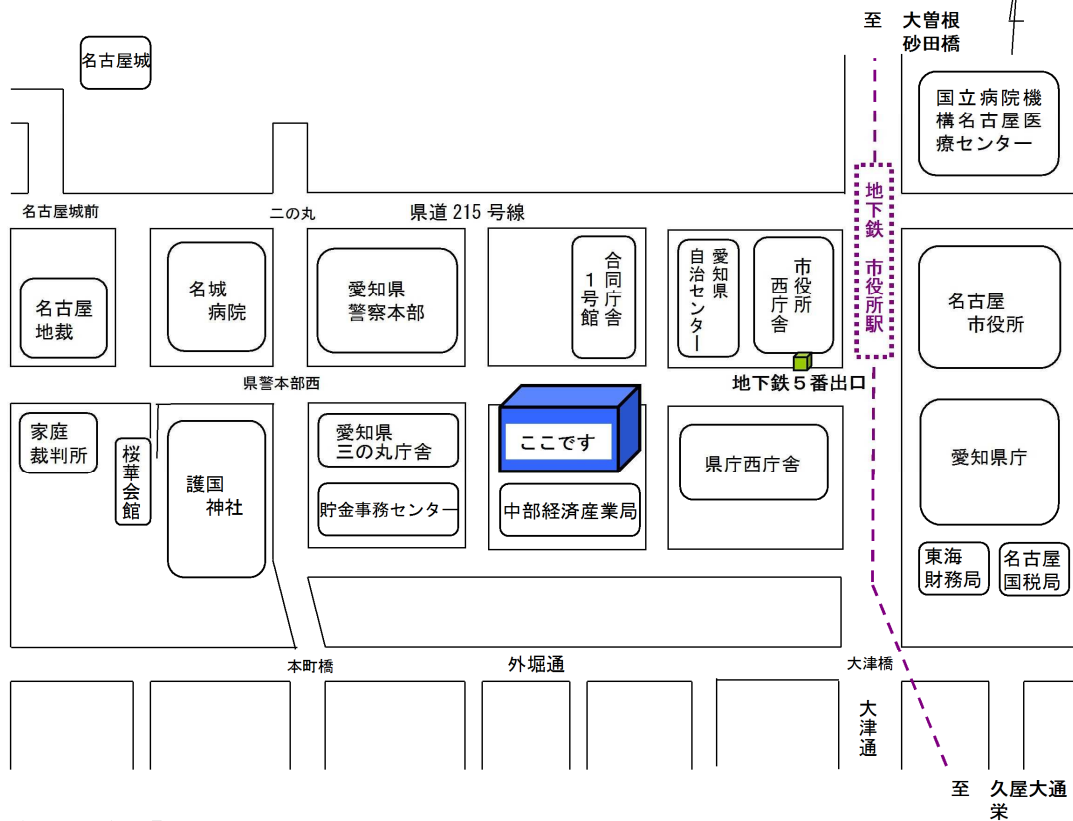 至　大曽根
砂田橋
名古屋城
国立病院機
構名古屋医
療センター
名古屋城前
二の丸
県道215号線
地下鉄　市役所駅
名古屋
地裁
名城
病院
愛知県
警察本部
合同庁舎
1号館
愛知県
自治センター
市役所
西庁舎
名古屋
市役所
県警本部西
地下鉄5番出口
家庭
裁判所
桜華会館
護国
神社
愛知県
三の丸庁舎
貯金事務センター
ここです
中部経済産業局
県庁西庁舎
愛知県庁
東海
財務局
名古屋
国税局
本町橋
外堀通
大津橋
大津通
至　久屋大通
栄